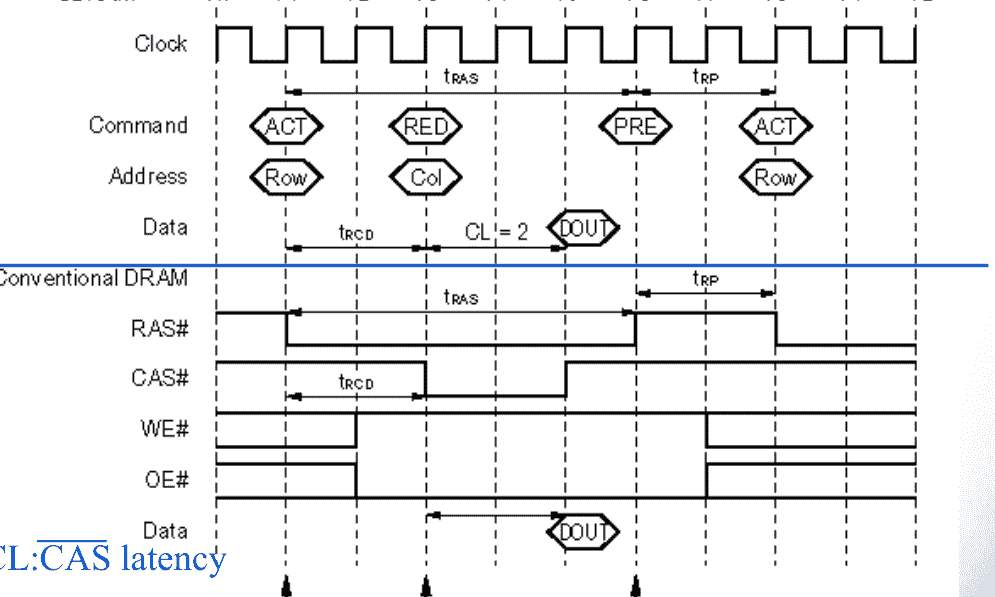 Clock
tRAS
tRP
Command
ACT
RED
PRE
ACT
Address
Row
Col
Row
Data
tRCD
CL = 2
DOUT
Conventional DRAM
tRP
tRAS
RAS#
CAS#
tRCD
WE#
OE#
Data
DOUT
CL:CAS latency